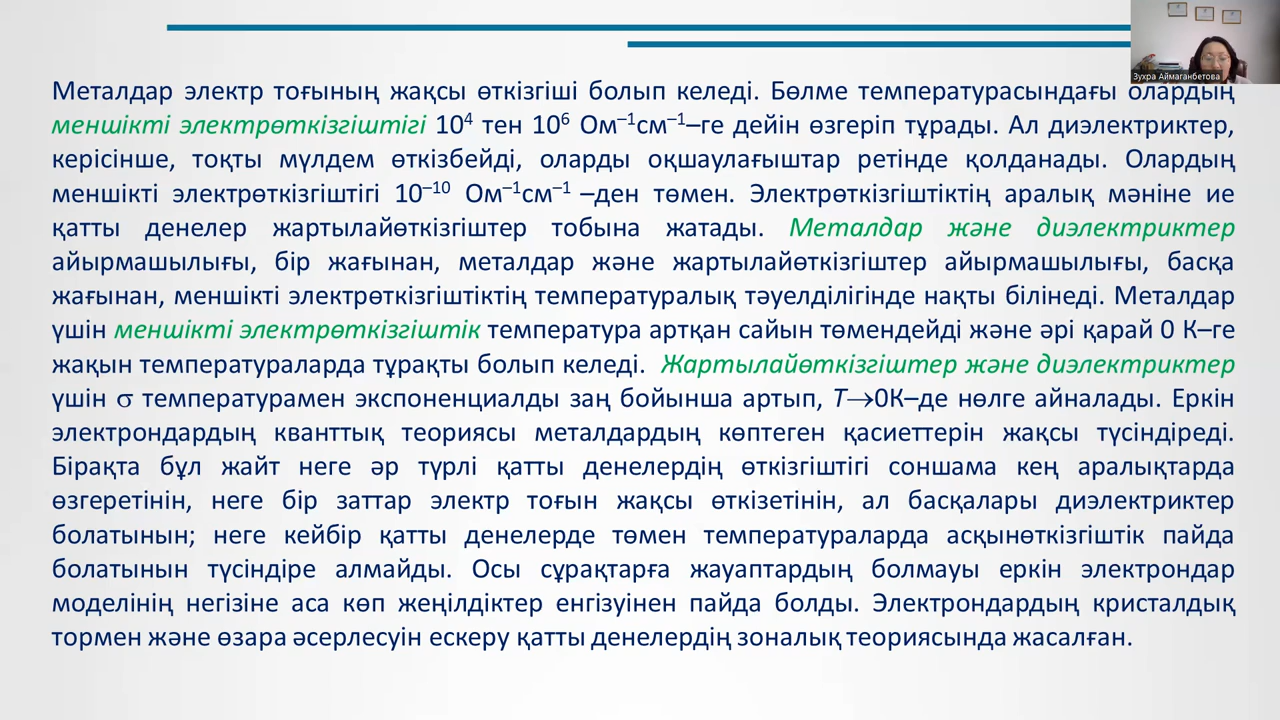 Зухра Аймаганбетова
Металдар электр тоғының жақсы өткізгіші болып келеді. Бөлме температурасындағы олардың
меншікті электрөткізгіштігі 10⁴ тен 10⁶ Ом⁻¹см⁻¹–ге дейін өзгеріп тұрады. Ал диэлектриктер,
керісінше, тоқты мүлдем өткізбейді, оларды оқшаулағыштар ретінде қолданады. Олардың
меншікті электрөткізгіштігі 10⁻¹⁰ Ом⁻¹см⁻¹ –ден төмен. Электрөткізгіштіктің аралық мәніне ие
қатты денелер жартылайөткізгіштер тобына жатады. Металдар және диэлектриктер
айырмашылығы, бір жағынан, металдар және жартылайөткізгіштер айырмашылығы, басқа
жағынан, меншікті электрөткізгіштіктің температуралық тәуелділігінде нақты білінеді. Металдар
үшін меншікті электрөткізгіштік температура артқан сайын төмендейді және әрі қарай 0 К–ге
жақын температураларда тұрақты болып келеді. Жартылайөткізгіштер және диэлектриктер
үшін σ температурамен экспоненциалды заң бойынша артып, T→0К–де нөлге айналады. Еркін
электрондардың кванттық теориясы металдардың көптеген қасиеттерін жақсы түсіндіреді.
Бірақта бұл жайт неге әр түрлі қатты денелердің өткізгіштігі соншама кең аралықтарда
өзгеретінін, неге бір заттар электр тоғын жақсы өткізетінін, ал басқалары диэлектриктер
болатынын; неге кейбір қатты денелерде төмен температураларда асқынөткізгіштік пайда
болатынын түсіндіре алмайды. Осы сұрақтарға жауаптардың болмауы еркін электрондар
моделінің негізіне аса көп жеңілдіктер енгізуінен пайда болды. Электрондардың кристалдық
тормен және өзара әсерлесуін ескеру қатты денелердің зоналық теориясында жасалған.